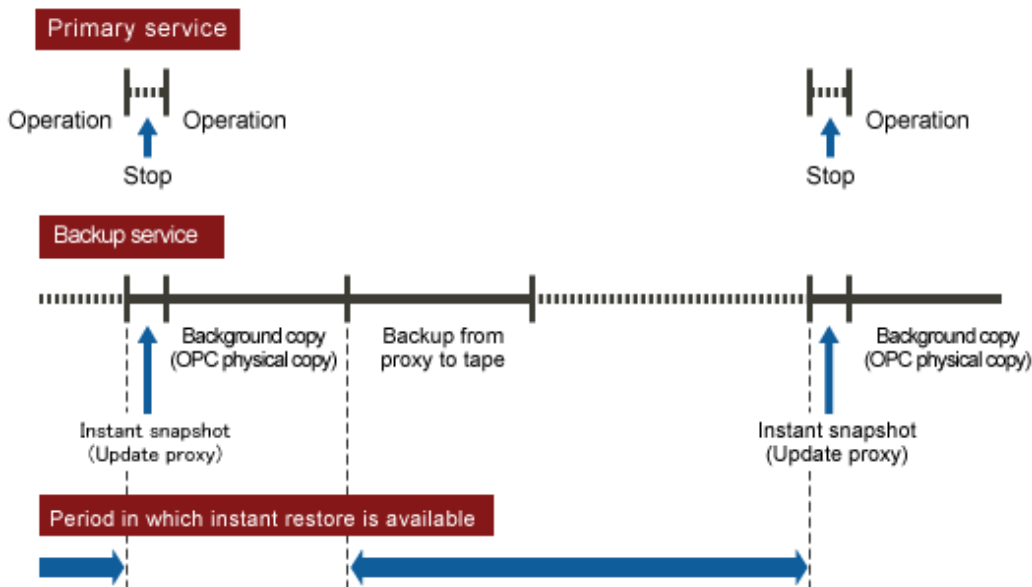 Primary service
Operation
Operation
Operation
Stop
Stop
Backup service
Background copy
(OPC physical copy)
Backup from
proxy to tape
Background copy
(OPC physical copy)
Instant snapshot
(Update proxy)
Instant snapshot
(Update proxy)
Period in which instant restore is available